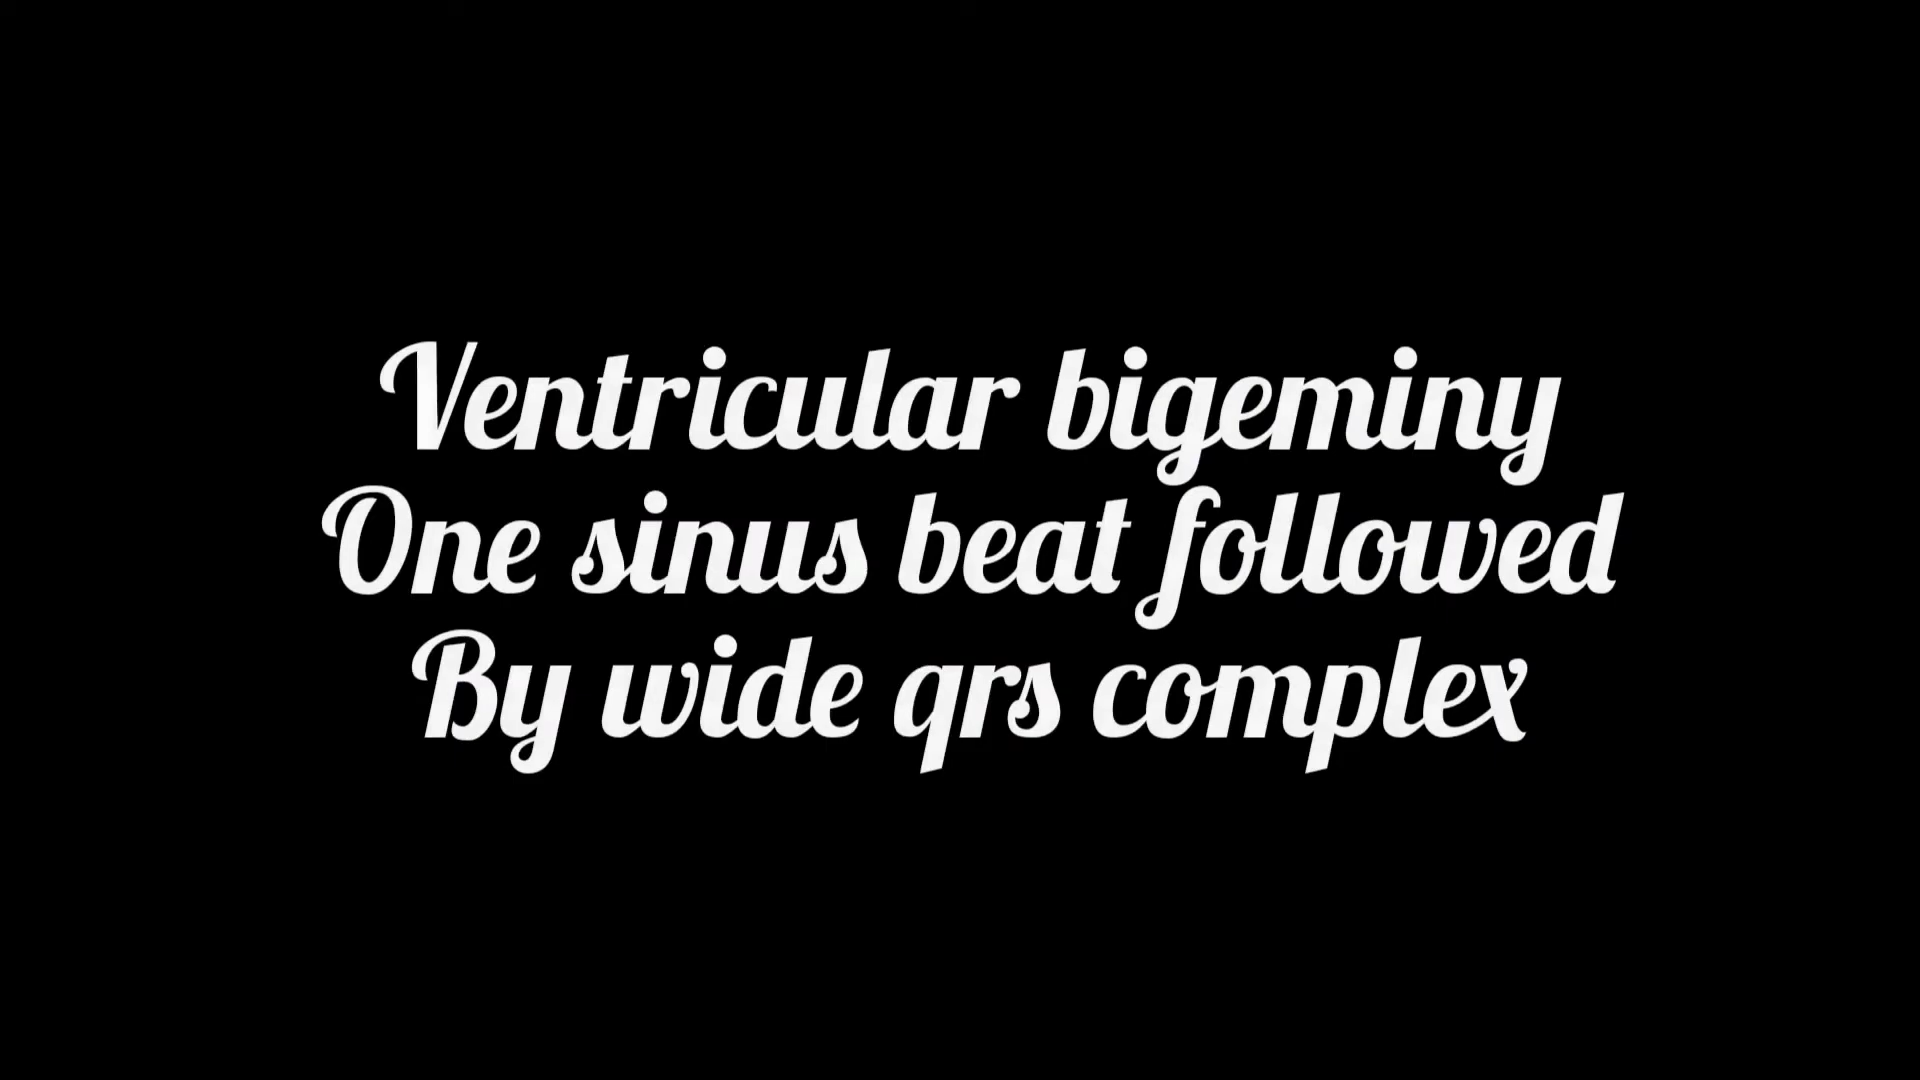 Ventricular bigeminy
One sinus beat followed
By wide qrs complex